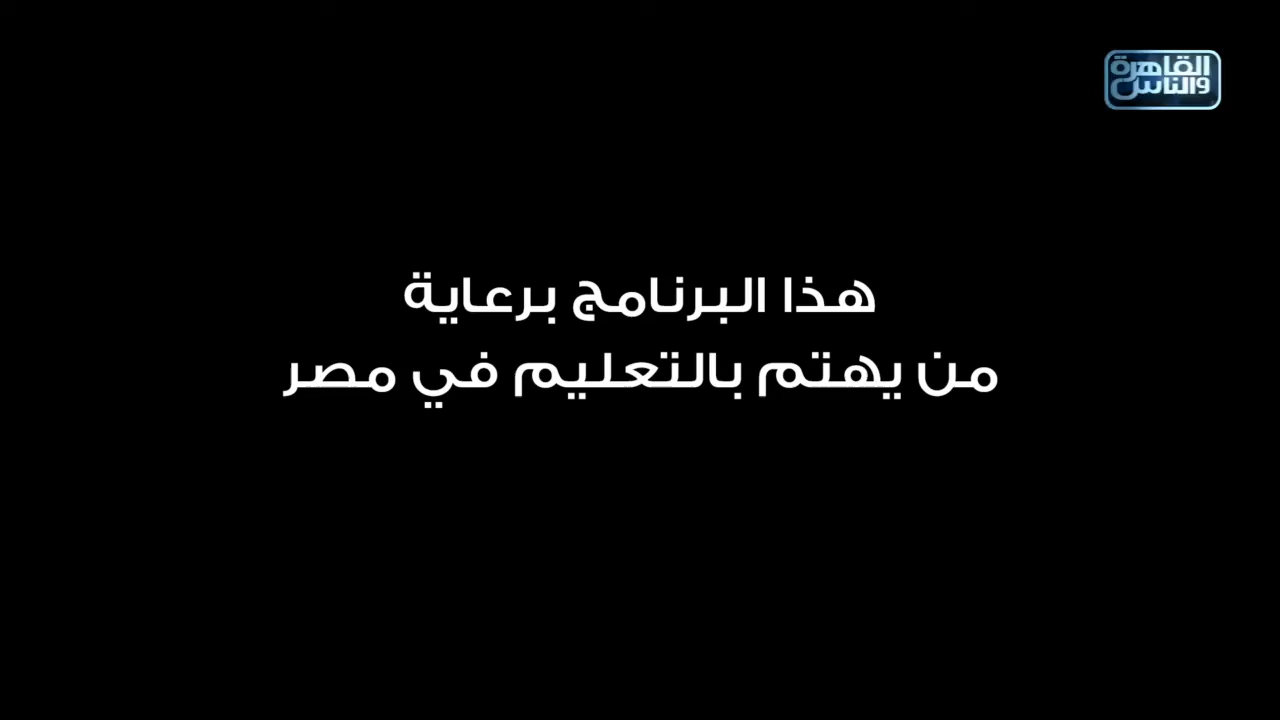 القاهرة
والناس
هذا البرنامج برعاية
من يهتم بالتعليم في مصر